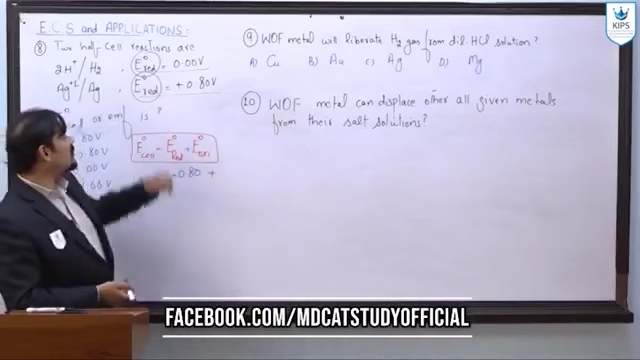 E.C.S and APPLICATIONS:
⑧ Two half-cell reactions are
2H⁺/H₂ , E°red = 0.00V
Ag⁺¹/Ag , E°red = +0.80V
or emf is ?
80V
0.80V
00V
E°cell = E°Red + E°oxi
0.80 +
⑨ WOF metal will liberate H₂ gas from dil. HCl solution?
A) Cu B) Au C) Ag D) Mg
⑩ WOF metal can displace other all given metals
from their salt solutions?
KIPS
FACEBOOK.COM/MDCATSTUDYOFFICIAL